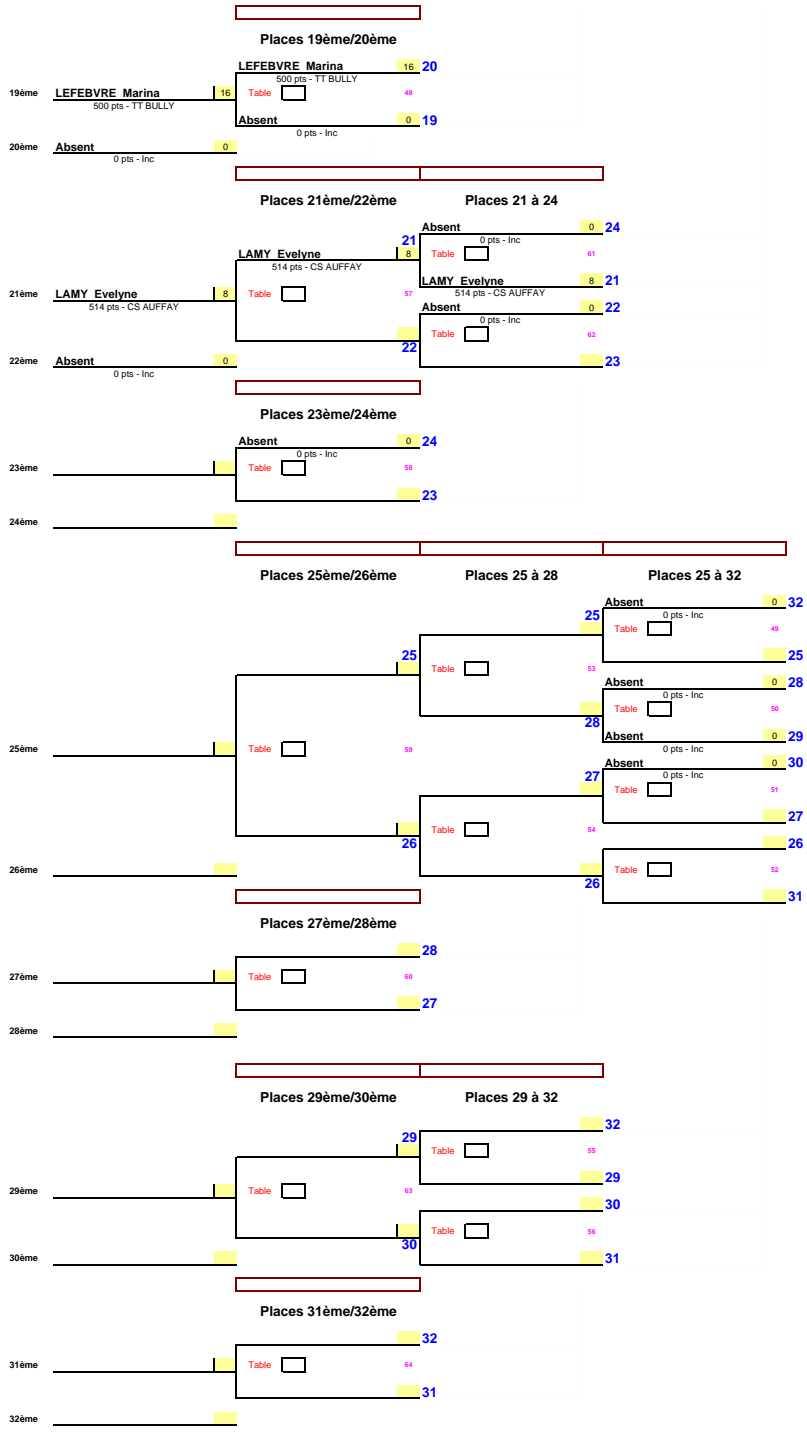 Places 19ème/20ème
LEFEBVRE Marina 16 20
500 pts - TT BULLY
19ème LEFEBVRE Marina 16 Table 48
500 pts - TT BULLY
Absent 0 19
0 pts - Inc
20ème Absent 0
0 pts - Inc
Places 21ème/22ème Places 21 à 24
Absent 0 24
0 pts - Inc
21
LAMY Evelyne 8 Table 61
514 pts - CS AUFFAY
LAMY Evelyne 8 21
514 pts - CS AUFFAY
21ème LAMY Evelyne 8 Table 57
514 pts - CS AUFFAY
Absent 0 22
0 pts - Inc
Table 62
22
22ème Absent 0 23
0 pts - Inc
Places 23ème/24ème
Absent 0 24
0 pts - Inc
23ème Table 58
23
24ème
Places 25ème/26ème Places 25 à 28 Places 25 à 32
Absent 0 32
0 pts - Inc
25
Table 49
25 25
Table 53
Absent 0 28
0 pts - Inc
Table 50
28
Absent 0 29
0 pts - Inc
25ème Table 59
Absent 0 30
0 pts - Inc
27
Table 51
27
Table 54
26 26
26ème Table 52
26
31
Places 27ème/28ème
28
27ème Table 60
27
28ème
Places 29ème/30ème Places 29 à 32
32
29
Table 55
29
29ème Table 63
30
Table 56
30
30ème 31
Places 31ème/32ème
32
31ème Table 64
31
32ème